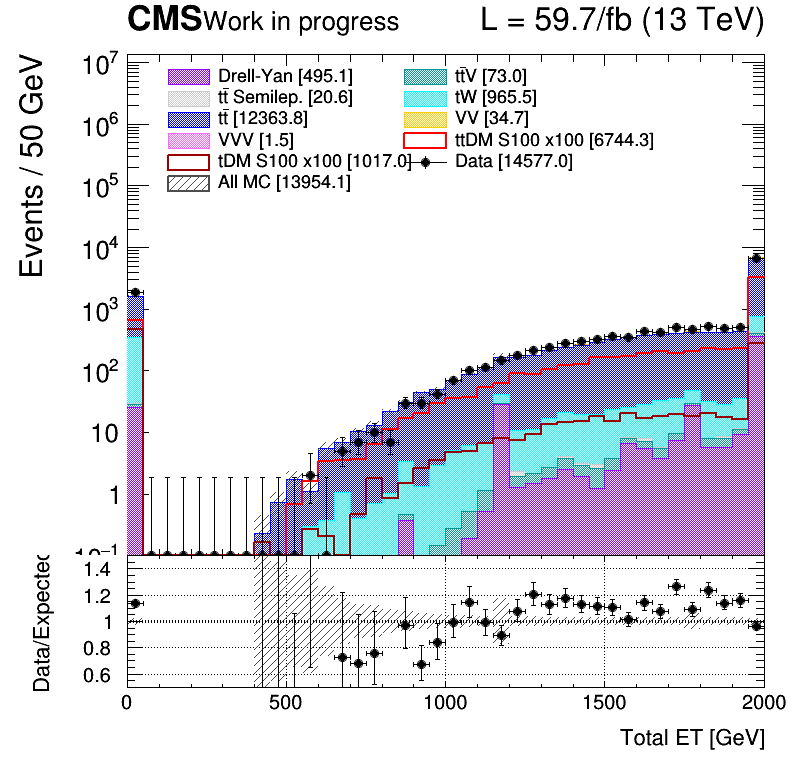 CMS Work in progress L = 59.7/fb (13 TeV)
Events / 50 GeV
10⁷
10⁶
10⁵
10⁴
10³
10²
10
1
10⁻¹
Drell-Yan [495.1]
tt̄ Semilep. [20.6]
tt̄ [12363.8]
VVV [1.5]
tDM S100 x100 [1017.0]
All MC [13954.1]
tt̄V [73.0]
tW [965.5]
VV [34.7]
ttDM S100 x100 [6744.3]
Data [14577.0]
Data/Expected
1.4
1.2
1
0.8
0.6
0 500 1000 1500 2000
Total ET [GeV]